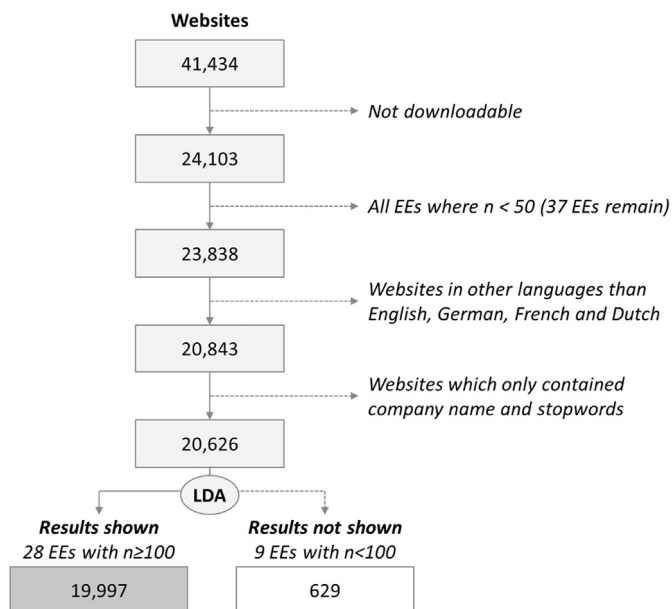 Websites
41,434
Not downloadable
24,103
All EEs where n < 50 (37 EEs remain)
23,838
Websites in other languages than
English, German, French and Dutch
20,843
Websites which only contained
company name and stopwords
20,626
LDA
Results shown
28 EEs with n≥100
19,997
Results not shown
9 EEs with n<100
629